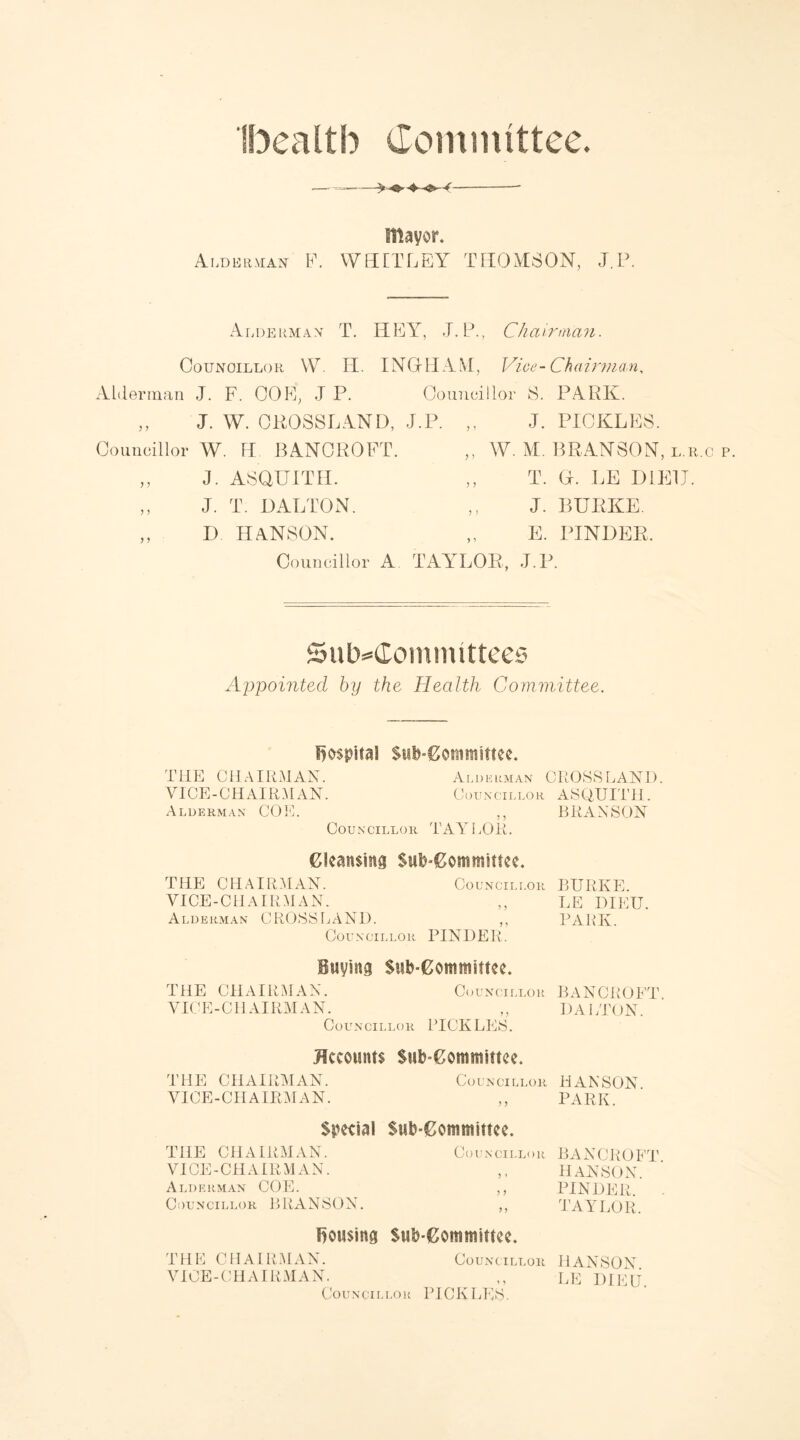 Health Committee.
Mayor.
Alderman F. WHITLEY THOMSON, J.P.
Alderman T. HEY, J.P., Chairman.
Councillor W. H. INGHAM, Vice-Chairman,
Alderman J. F. COE, J P. Councillor S. PARK.
,, J. W. CROSSLAND, J.P. ,, J. PICKLES.
Councillor W. H BANCROFT. ,, W. M. BRANSON, L.R.C P.
,, J. ASQUITH. ,, T. G. LE DIEU.
,, J. T. DALTON. ,, J. BURKE.
,, D HANSON. ,, E. PINDER.
Councillor A. TAYLOR, J.P.
Sub-Committees
Appointed by the Health Committee.
Hospital Sub-Committee.
THE CHAIRMAN. Alderman CROSSLAND.
VICE-CHAIRMAN. Councillor ASQUITH.
Alderman COE. ,, BRANSON
Councillor TAYLOR.
Cleansing Sub-Committee.
THE CHAIRMAN. Councillor BURKE.
VICE-CHAIRMAN. ,, LE DIEU.
Alderman CROSSLAND. ,, PARK.
Councillor PINDER.
Buying Sub-Committee.
THE CHAIRMAN. Councillor BANCROFT.
VICE-CHAIRMAN. ,, DALTON.
Councillor PICKLES.
Accounts Sub-Committee.
THE CHAIRMAN. Councillor HANSON.
VICE-CHAIRMAN. ,, PARK.
Special Sub-Committee.
THE CHAIRMAN. Councillor BANCROFT.
VICE-CHAIRMAN. ,, HANSON.
Alderman COE. ,, PINDER.
Councillor BRANSON. ,, TAYLOR.
Housing Sub-Committee.
THE CHAIRMAN. Councillor HANSON.
VICE-CHAIRMAN. ,, LE DIEU.
Councillor PICKLES.